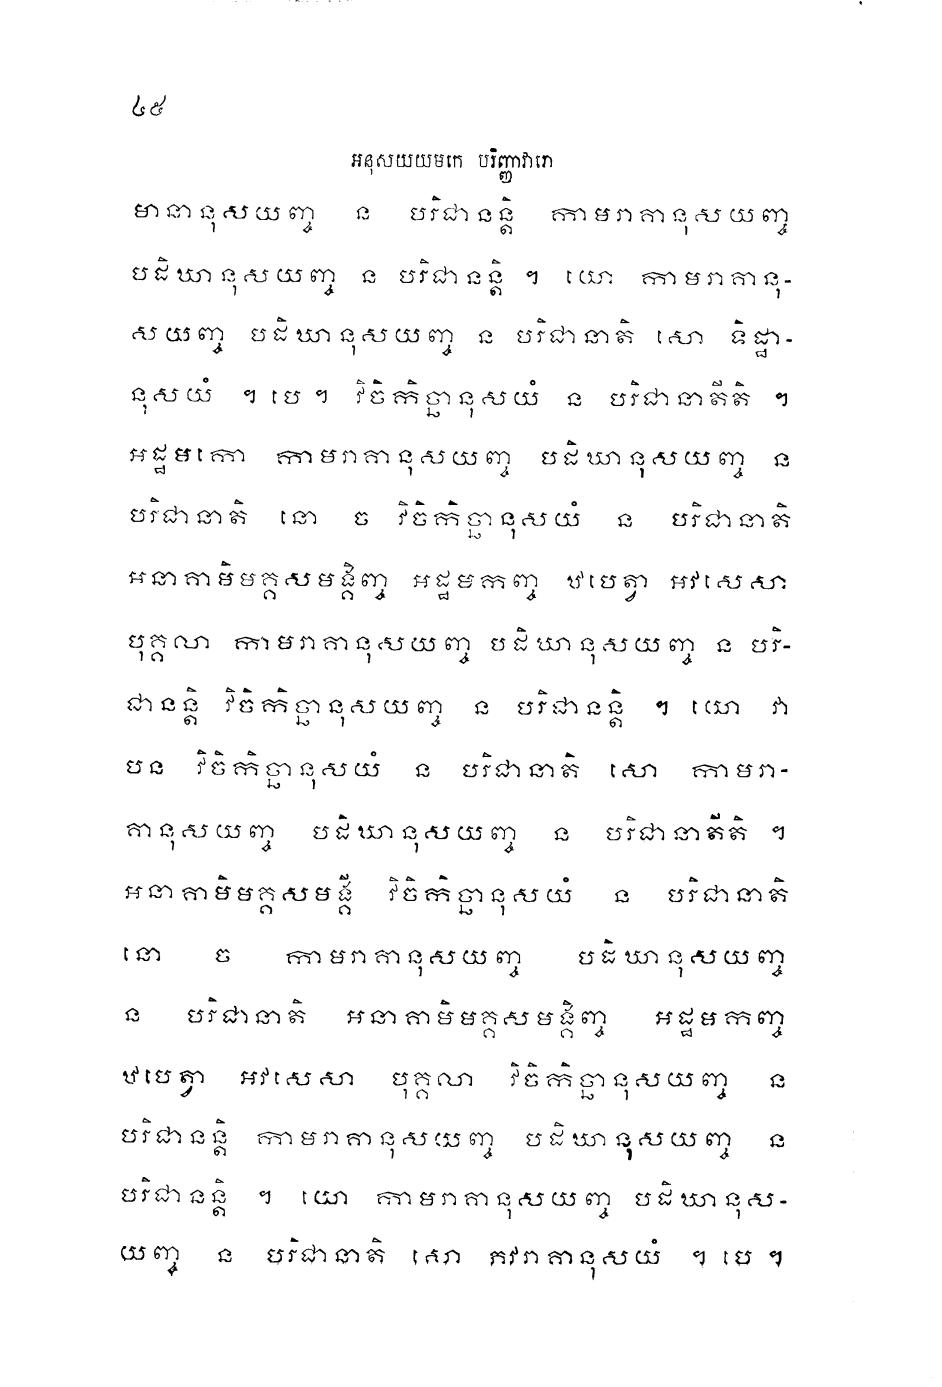 ៤៥
អនុសយយមកេ បរិញ្ញាវារោ
មានានុសយញ្ច ន បរិជានន្តិ កាមរាគានុសយញ្ច
បដិឃានុសយញ្ច ន បរិជានន្តិ ។ យោ កាមរាគានុ-
សយញ្ច បដិឃានុសយញ្ច ន បរិជានាតិ សោ ទិដ្ឋា-
នុសយំ ។ បេ ។ វិចិកិច្ឆានុសយំ ន បរិជានាតីតិ ។
អដ្ឋមកោ កាមរាគានុសយញ្ច បដិឃានុសយញ្ច ន
បរិជានាតិ នោ ច វិចិកិច្ឆានុសយំ ន បរិជានាតិ
អនាគាមិមគ្គសមង្គិញ្ច អដ្ឋមកញ្ច ឋបេត្វា អវសេសា
បុគ្គលា កាមរាគានុសយញ្ច បដិឃានុសយញ្ច ន បរិ-
ជានន្តិ វិចិកិច្ឆានុសយញ្ច ន បរិជានន្តិ ។ យោ វា
បន វិចិកិច្ឆានុសយំ ន បរិជានាតិ សោ កាមរា-
គានុសយញ្ច បដិឃានុសយញ្ច ន បរិជានាតីតិ ។
អនាគាមិមគ្គសមង្គី វិចិកិច្ឆានុសយំ ន បរិជានាតិ
នោ ច កាមរាគានុសយញ្ច បដិឃានុសយញ្ច
ន បរិជានាតិ អនាគាមិមគ្គសមង្គិញ្ច អដ្ឋមកញ្ច
ឋបេត្វា អវសេសា បុគ្គលា វិចិកិច្ឆានុសយញ្ច ន
បរិជានន្តិ កាមរាគានុសយញ្ច បដិឃានុសយញ្ច ន
បរិជានន្តិ ។ យោ កាមរាគានុសយញ្ច បដិឃានុស-
យញ្ច ន បរិជានាតិ សោ ភវរាគានុសយំ ។ បេ ។